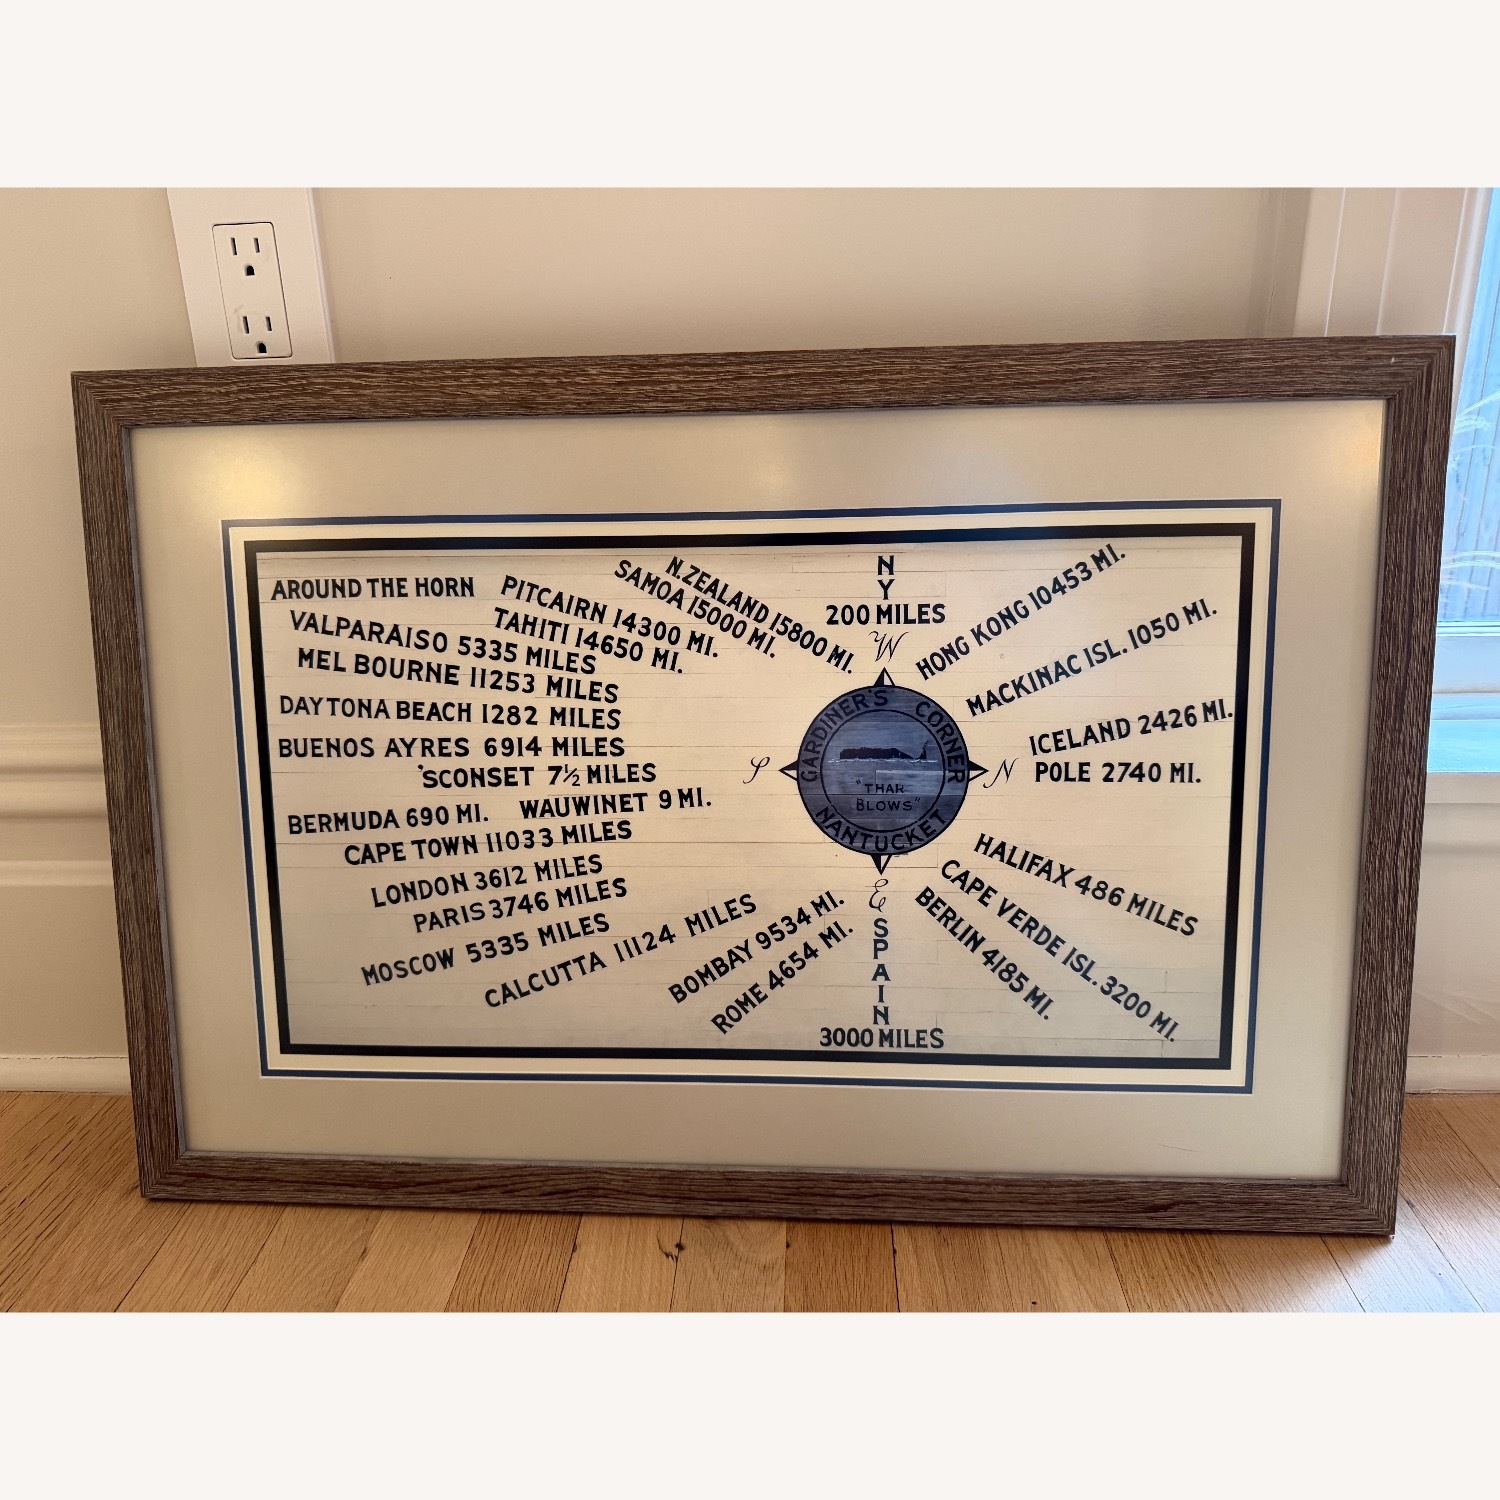 AROUND THE HORN
VALPARAISO 5335 MILES
MEL BOURNE 11253 MILES
DAYTONA BEACH 1282 MILES
BUENOS AYRES 6914 MILES
'SCONSET 7½ MILES
BERMUDA 690 MI.
WAUWINET 9 MI.
CAPE TOWN 11033 MILES
LONDON 3612 MILES
PARIS 3746 MILES
MOSCOW 5335 MILES
CALCUTTA 11124 MILES
BOMBAY 9534 MI.
ROME 4654 MI.
PITCAIRN 14300 MI.
TAHITI 14650 MI.
SAMOA 15000 MI.
N.ZEALAND 15800 MI.
NY
200 MILES
W
S
GARDINER'S CORNER
"THAR
BLOWS"
NANTUCKET
N
E
SPAIN
3000 MILES
HONG KONG 10453 MI.
MACKINAC ISL. 1050 MI.
ICELAND 2426 MI.
POLE 2740 MI.
HALIFAX 486 MILES
CAPE VERDE ISL. 3200 MI.
BERLIN 4185 MI.